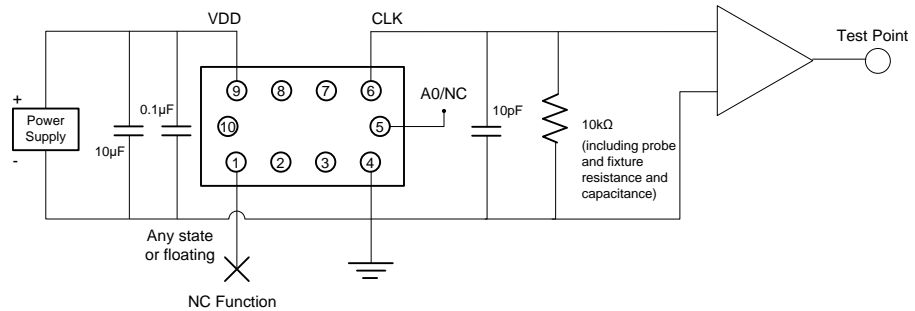 VDD
CLK
Test Point
+
Power
Supply
-
10µF
0.1µF
9
8
7
6
10
5
A0/NC
1
2
3
4
10pF
10kΩ
(including probe
and fixture
resistance and
capacitance)
Any state
or floating
NC Function